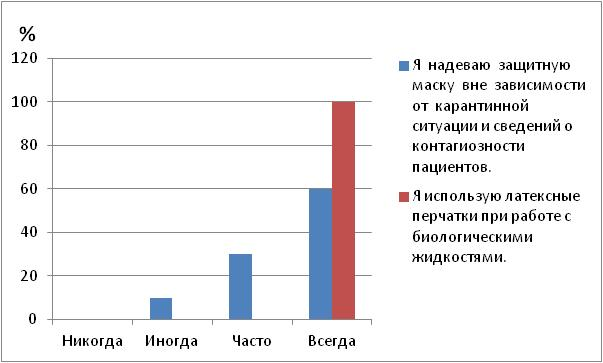 %
120
100
80
60
40
20
0
Никогда Иногда Часто Всегда
Я надеваю защитную
маску вне зависимости
от карантинной
ситуации и сведений о
контагиозности
пациентов.
Я использую латексные
перчатки при работе с
биологическими
жидкостями.